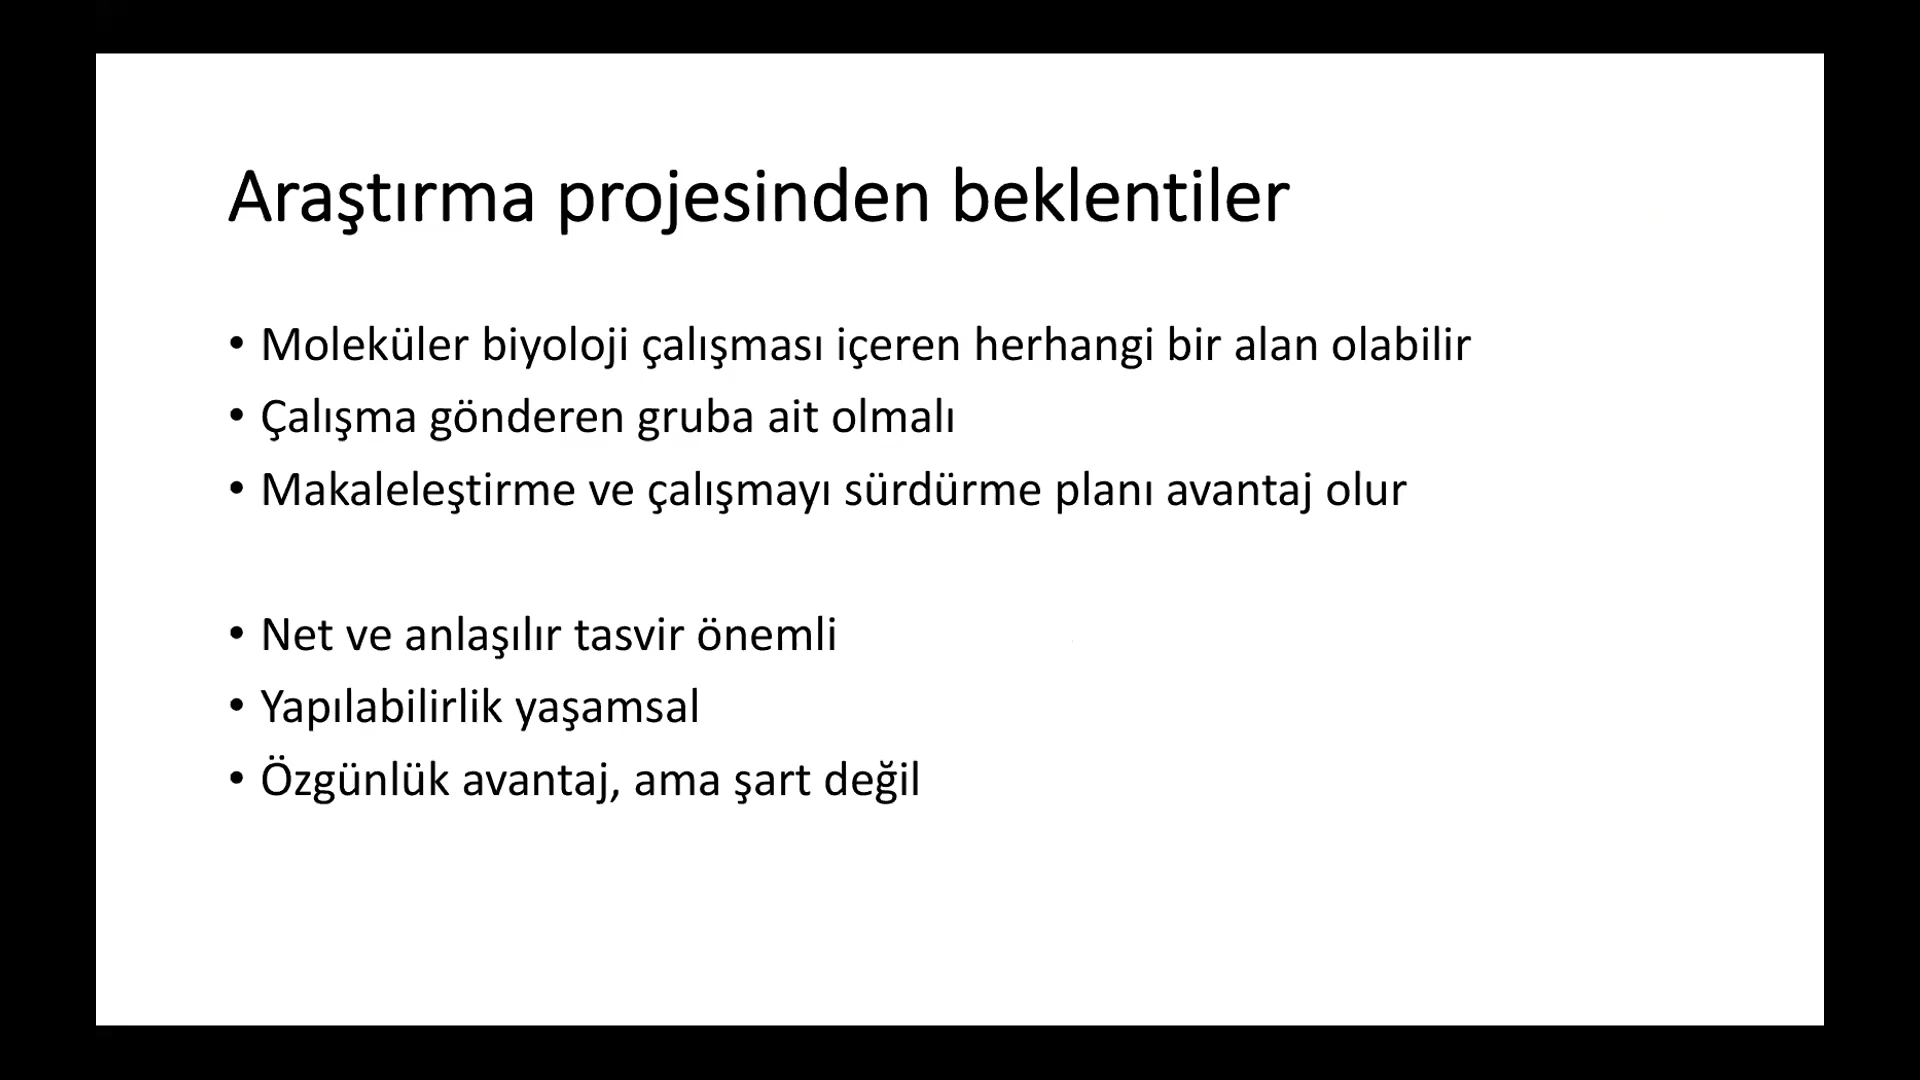 Araştırma projesinden beklentiler
• Moleküler biyoloji çalışması içeren herhangi bir alan olabilir
• Çalışma gönderen gruba ait olmalı
• Makaleleştirme ve çalışmayı sürdürme planı avantaj olur
• Net ve anlaşılır tasvir önemli
• Yapılabilirlik yaşamsal
• Özgünlük avantaj, ama şart değil